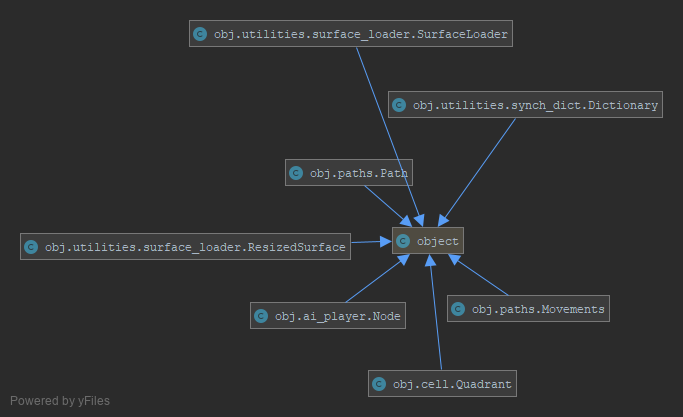 obj.utilities.surface_loader.SurfaceLoader
obj.utilities.synch_dict.Dictionary
obj.paths.Path
object
obj.utilities.surface_loader.ResizedSurface
obj.ai_player.Node
obj.paths.Movements
obj.cell.Quadrant
Powered by yFiles